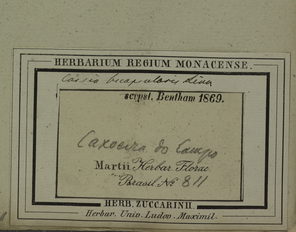 HERBARIUM REGIUM MONACENSE.
Cassia bicapsularis Linn
scripst. Bentham 1869.
Caxoeira do Campo
Martii Herbar. Florae
Brasil. No 811
HERB. ZUCCARINII
Herbar. Univ. Ludov. Maximil.